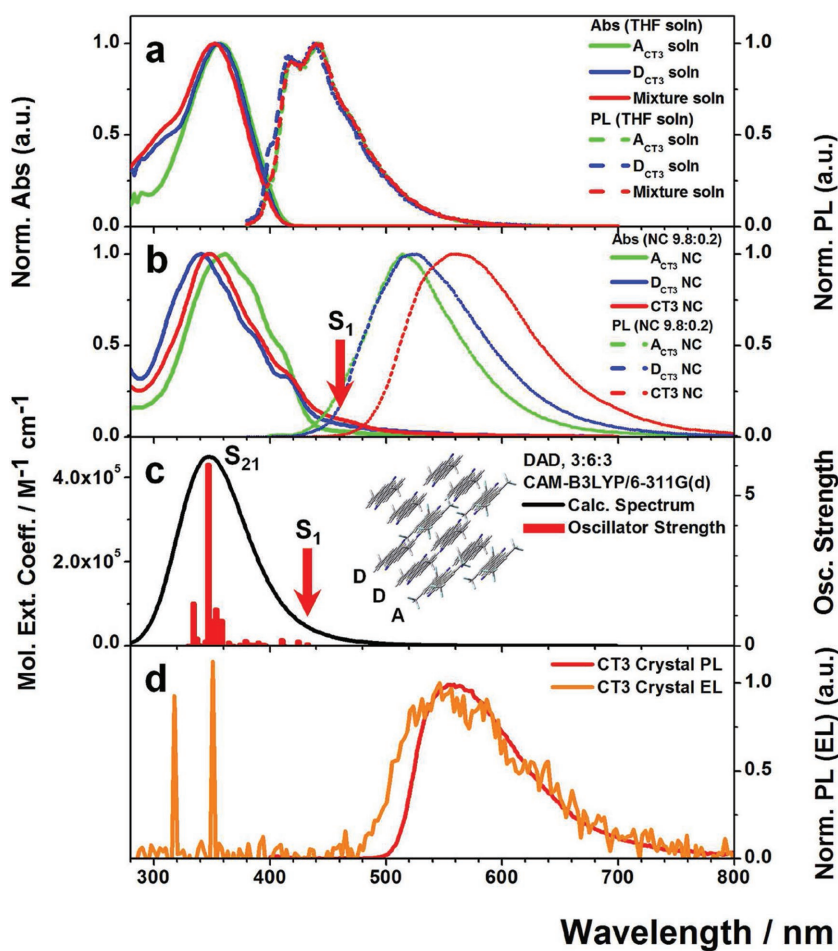 a
Abs (THF soln)
A_CT3 soln
D_CT3 soln
Mixture soln
PL (THF soln)
A_CT3 soln
D_CT3 soln
Mixture soln
1.0
0.5
0.0
1.0
0.5
0.0
Norm. Abs (a.u.)
Norm. PL (a.u.)
b
Abs (NC 9.8:0.2)
A_CT3 NC
D_CT3 NC
CT3 NC
PL (NC 9.8:0.2)
A_CT3 NC
D_CT3 NC
CT3 NC
S1
1.0
0.5
0.0
1.0
0.5
0.0
c
S21
S1
DAD, 3:6:3
CAM-B3LYP/6-311G(d)
Calc. Spectrum
Oscillator Strength
D
D
A
4.0x10⁵
2.0x10⁵
0.0
5
0
Mol. Ext. Coeff. / M⁻¹ cm⁻¹
Osc. Strength
d
CT3 Crystal PL
CT3 Crystal EL
1.0
0.5
0.0
Norm. PL (EL) (a.u.)
300 400 500 600 700 800
Wavelength / nm